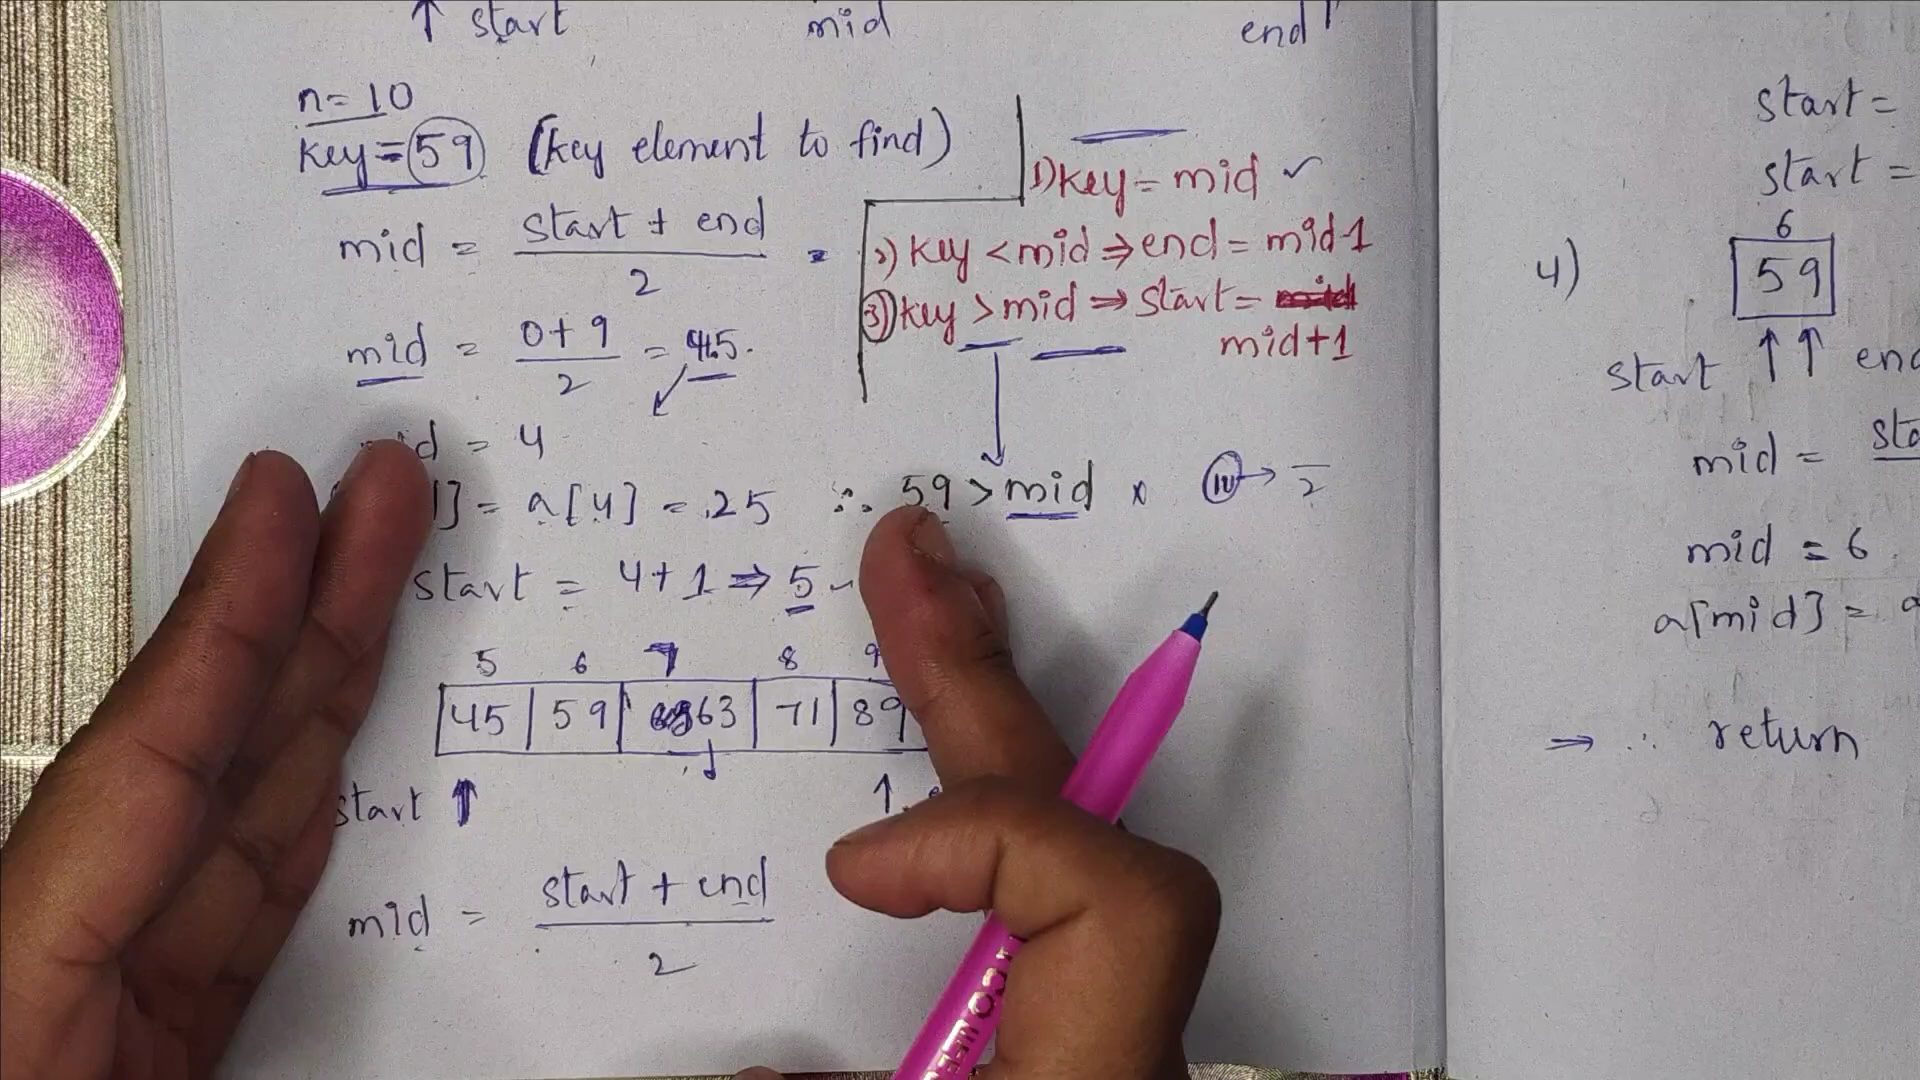 ↑ start mid end
n = 10
key = 59 (key element to find)
1) key = mid ✓
mid = start + end / 2 =
2) key < mid ⇒ end = mid-1
3) key > mid ⇒ start =
mid+1
mid = 0 + 9 / 2 = 4.5.
= 4
= a[4] = 25 ∴ 59 > mid
start = 4 + 1 ⇒ 5
5 6 7 8 9
45 59 63 71 89
start ↑ ↑
mid = start + end / 2
start =
start =
6
4) 59
start ↑ ↑
mid =
mid = 6
a[mid] =
⇒ ∴ return